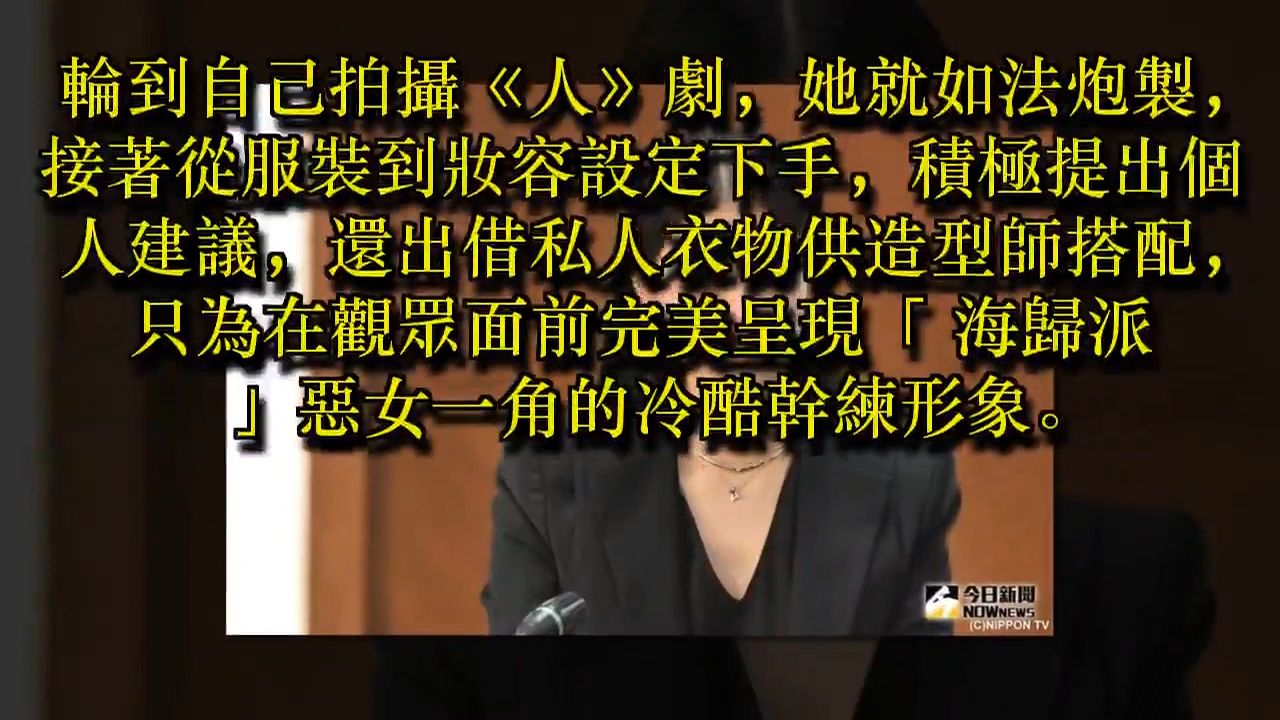 輪到自己拍攝《人》劇，她就如法炮製，
接著從服裝到妝容設定下手，積極提出個
人建議，還出借私人衣物供造型師搭配，
只為在觀眾面前完美呈現「 海歸派
」惡女一角的冷酷幹練形象。
今日新聞
NOWNEWS
(C)NIPPON TV